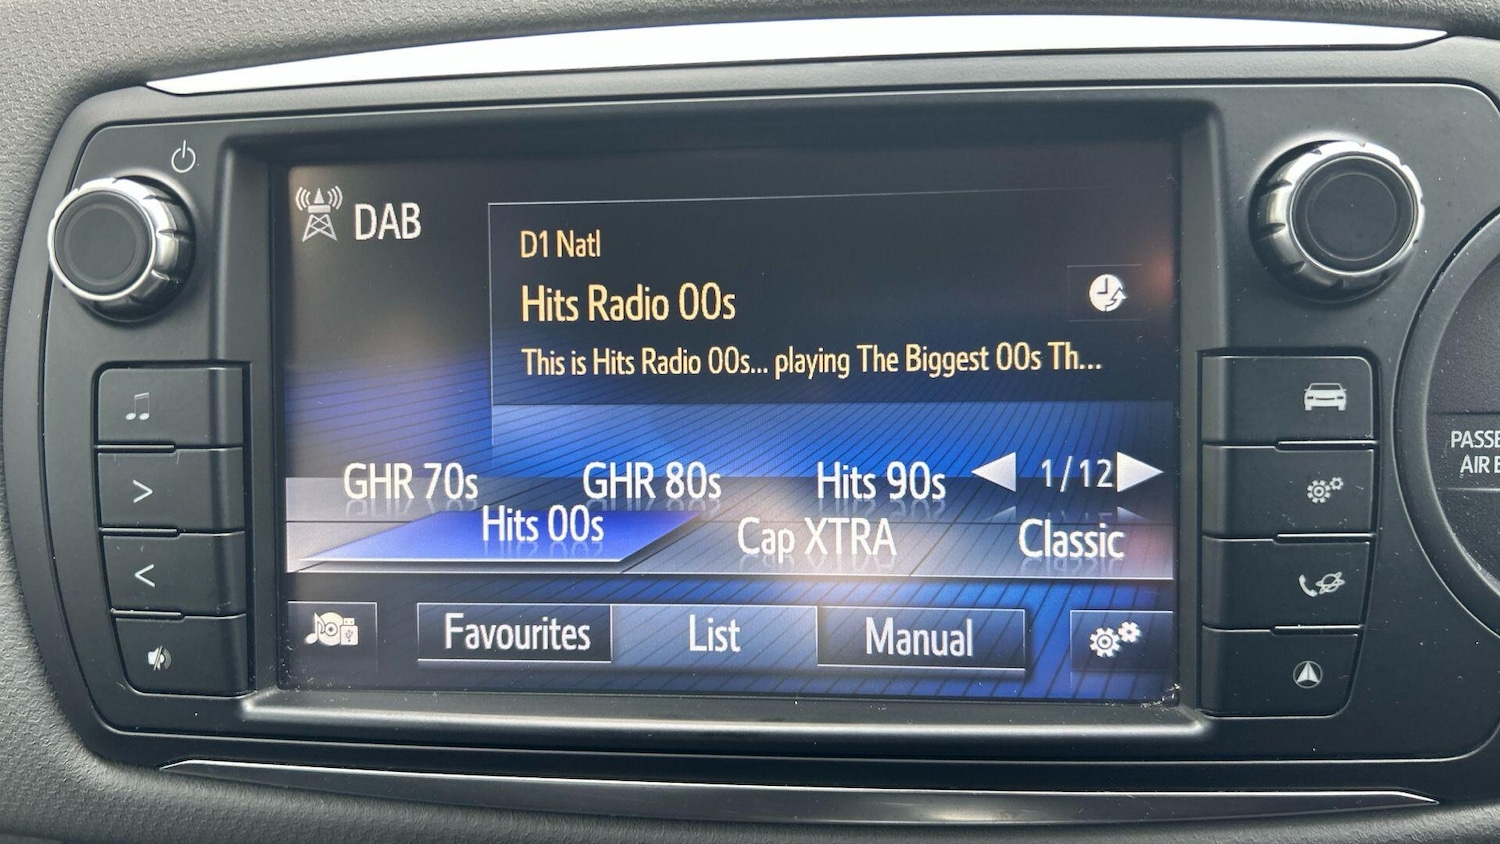 DAB
D1 Natl
Hits Radio 00s
This is Hits Radio 00s... playing The Biggest 00s Th...
GHR 70s GHR 80s Hits 90s 1/12
Hits 00s Cap XTRA Classic
Favourites List Manual
PASSE
AIR